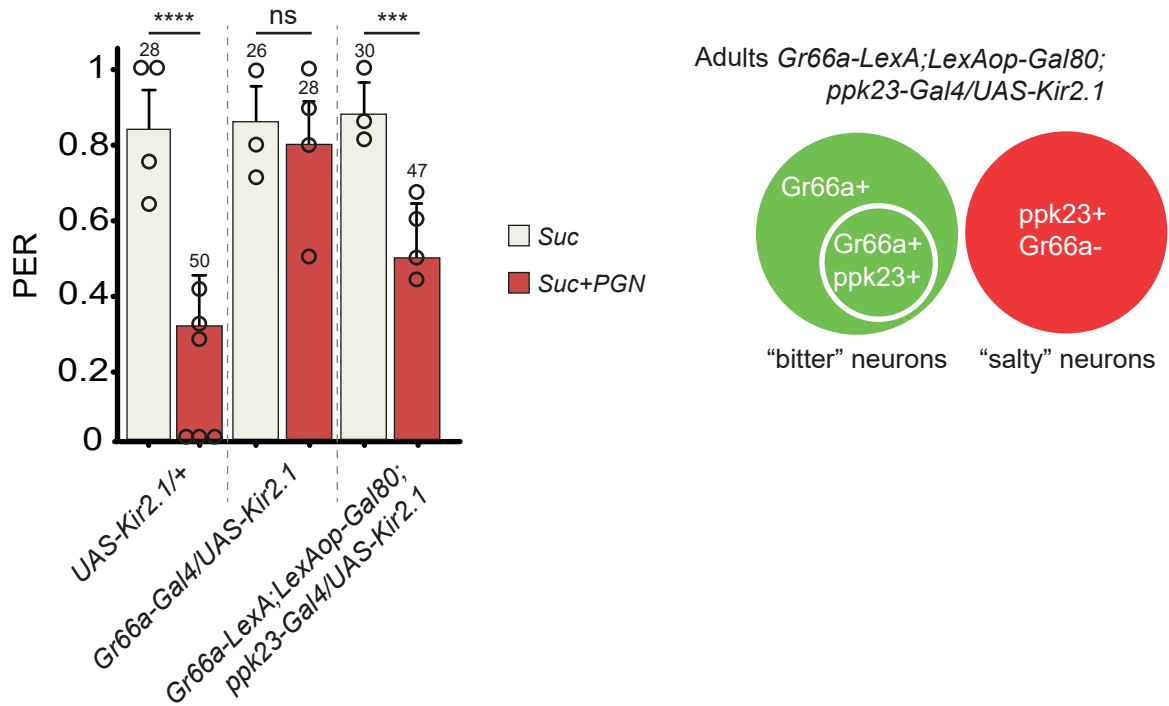 **** ns ***
28 26 30
28
50 47
1
0.8
0.6
0.4
0.2
0
PER
UAS-Kir2.1/+
Gr66a-Gal4/UAS-Kir2.1
Gr66a-LexA;LexAop-Gal80;
ppk23-Gal4/UAS-Kir2.1
Suc
Suc+PGN
Adults Gr66a-LexA;LexAop-Gal80;
ppk23-Gal4/UAS-Kir2.1
Gr66a+
Gr66a+
ppk23+
ppk23+
Gr66a-
“bitter” neurons
“salty” neurons